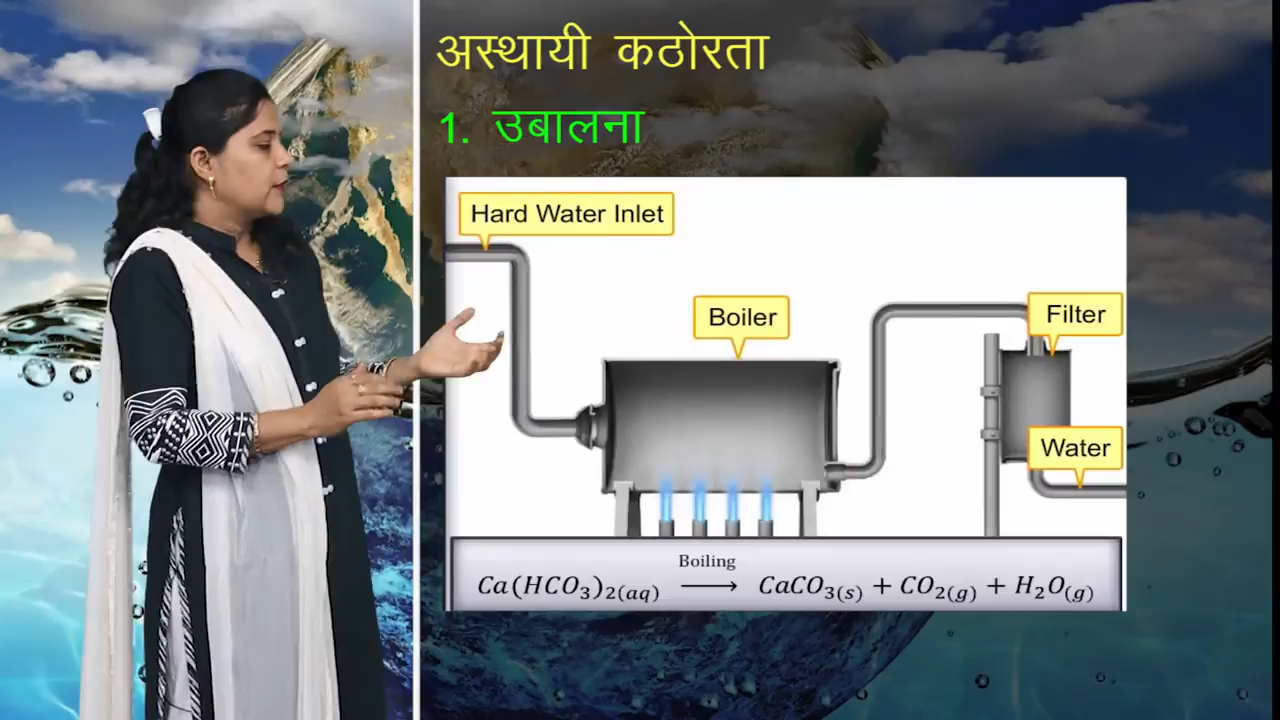 अस्थायी कठोरता
1. उबालना
Hard Water Inlet
Boiler
Filter
Water
Boiling
Ca(HCO₃)₂(aq) ⟶ CaCO₃(s) + CO₂(g) + H₂O(g)